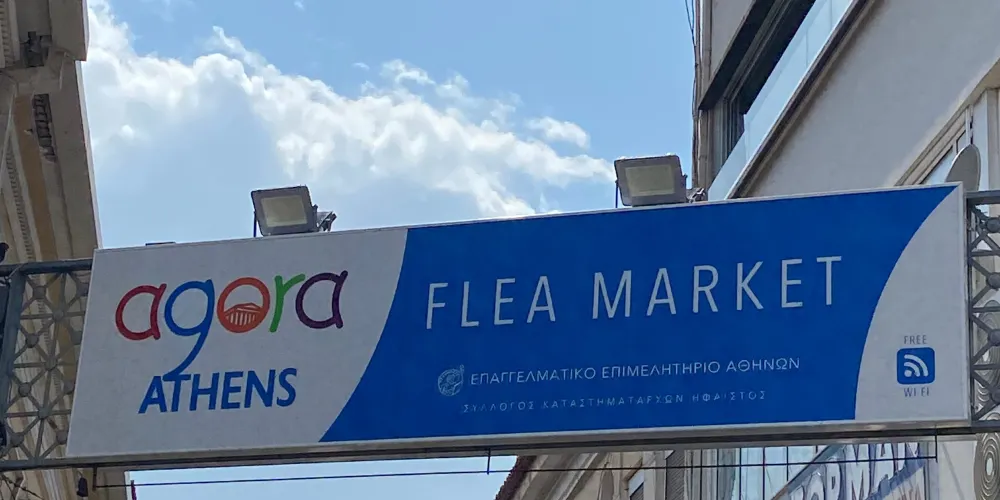 agora
ATHENS
FLEA MARKET
ΕΠΑΓΓΕΛΜΑΤΙΚΟ ΕΠΙΜΕΛΗΤΗΡΙΟ ΑΘΗΝΩΝ
ΣΥΛΛΟΓΟΣ ΚΑΤΑΣΤΗΜΑΤΑΡΧΩΝ ΗΦΑΙΣΤΟΣ
FREE
WI FI